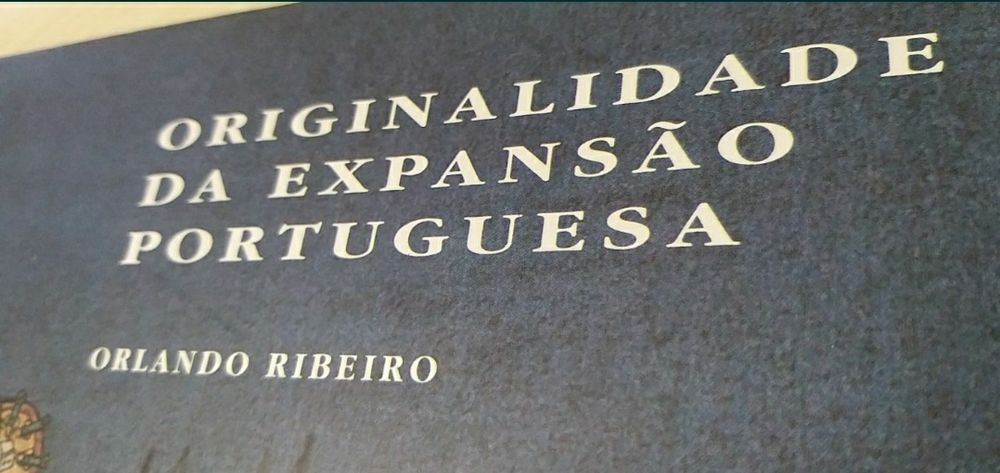 ORIGINALIDADE
DA EXPANSÃO
PORTUGUESA
ORLANDO RIBEIRO